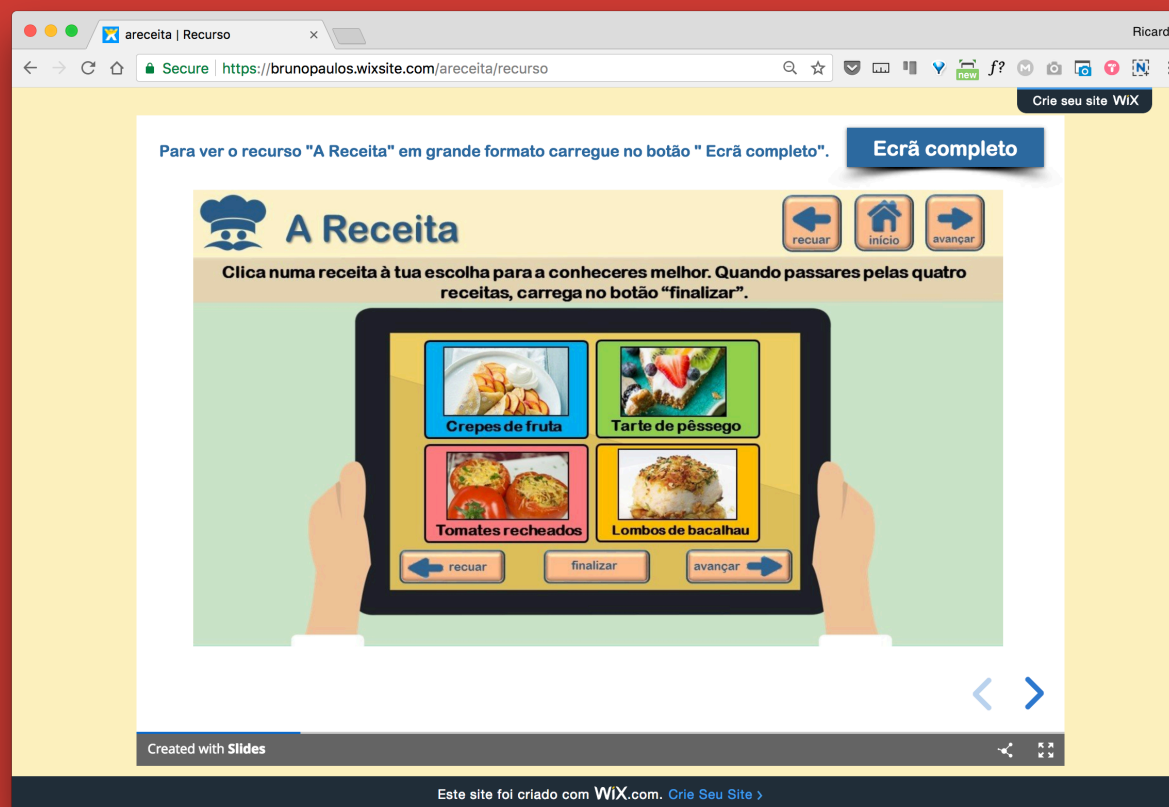 areceita | Recurso
Ricard
Secure
https://brunopaulos.wixsite.com/areceita/recurso
new
f?
Crie seu site WiX
Para ver o recurso "A Receita" em grande formato carregue no botão " Ecrã completo".
Ecrã completo
A Receita
recuar
início
avançar
Clica numa receita à tua escolha para a conheceres melhor. Quando passares pelas quatro
receitas, carrega no botão “finalizar”.
Crepes de fruta
Tarte de pêssego
Tomates recheados
Lombos de bacalhau
recuar
finalizar
avançar
Created with Slides
Este site foi criado com WiX.com. Crie Seu Site >